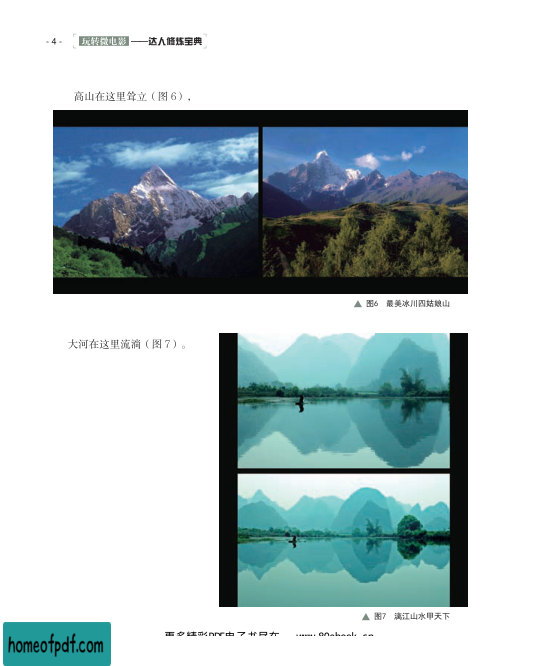 - 4 - 玩转微电影——达人修炼宝典
高山在这里耸立(图 6),
▲ 图6 最美冰川四姑娘山
大河在这里流淌(图 7)。
▲ 图7 漓江山水甲天下
homeofpdf.com